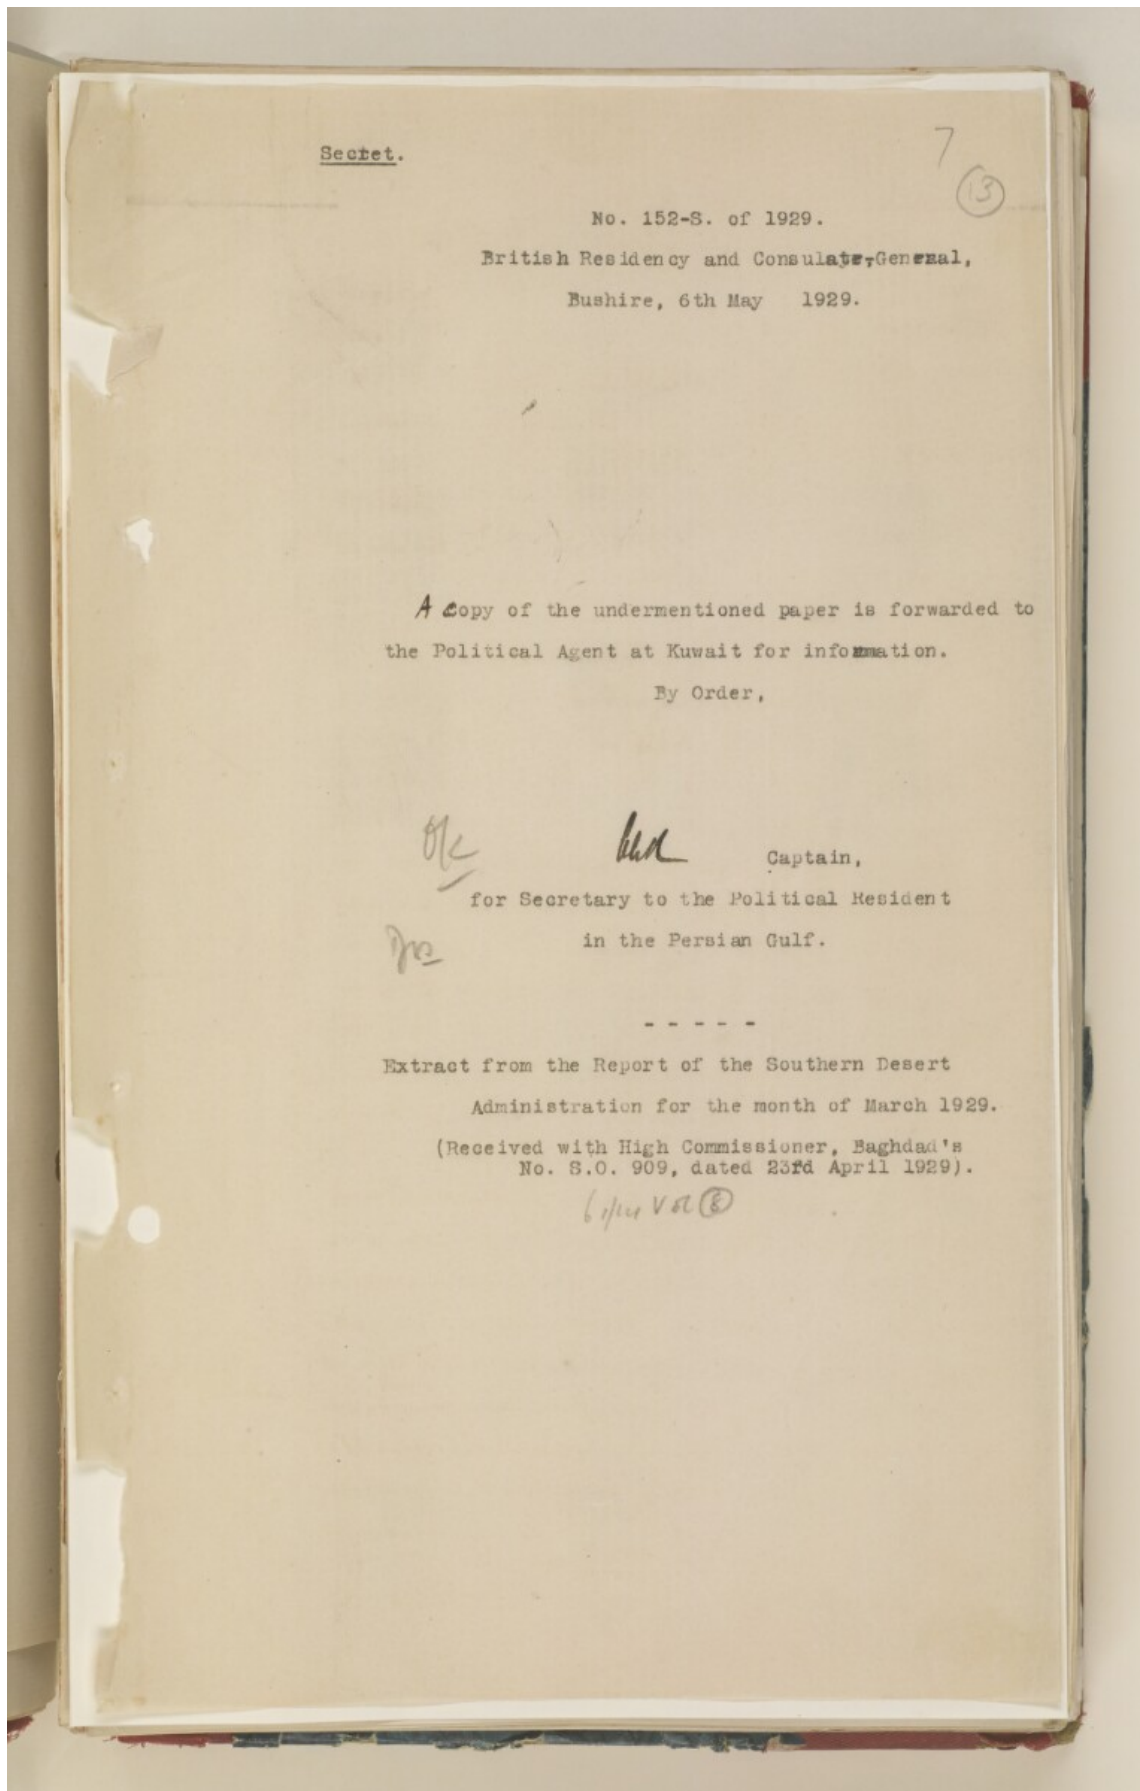 7
13
Secret.
No. 152-S. of 1929.
British Residency and Consulate-General,
Bushire, 6th May 1929.
A copy of the undermentioned paper is forwarded to
the Political Agent at Kuwait for information.
By Order,
Captain,
for Secretary to the Political Resident
in the Persian Gulf.
- - - - -
Extract from the Report of the Southern Desert
Administration for the month of March 1929.
(Received with High Commissioner, Baghdad's
No. S.O. 909, dated 23rd April 1929).
Vol 8